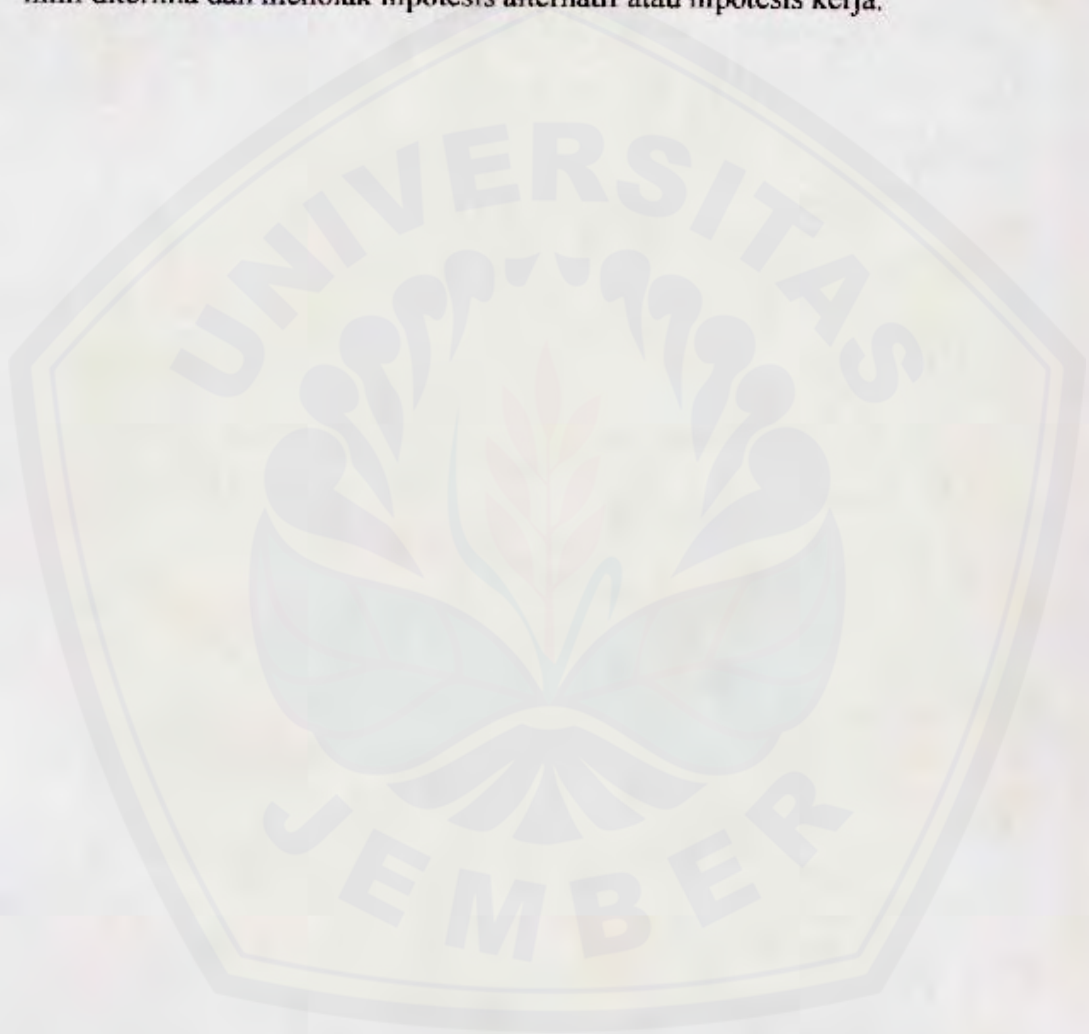 diterima dan menolak hipotesis alternatif atau hipotesis kerja.
UNIVERSITAS
JEMBER